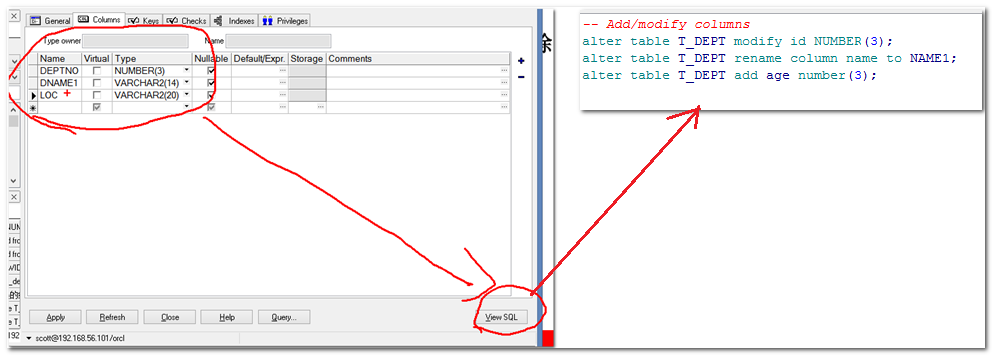 General Columns Keys Checks Indexes Privileges
Type owner Name
Name Virtual Type Nullable Default/Expr. Storage Comments
DEPTNO NUMBER(3) ...
DNAME1 VARCHAR2(14) ...
LOC VARCHAR2(20) ...
Apply Refresh Close Help Query... View SQL
scott@192.168.56.101/orcl
-- Add/modify columns
alter table T_DEPT modify id NUMBER(3);
alter table T_DEPT rename column name to NAME1;
alter table T_DEPT add age number(3);